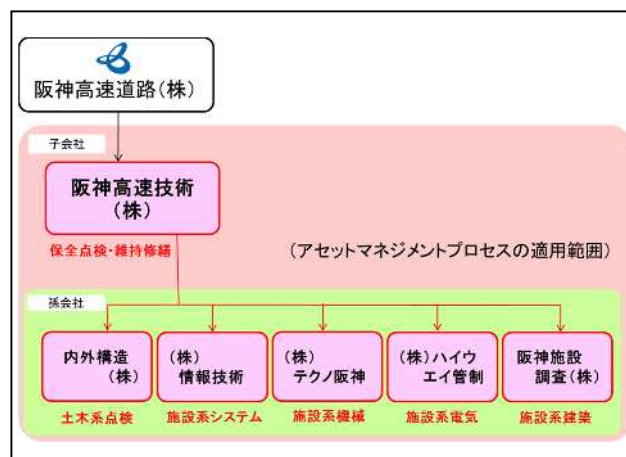 阪神高速道路(株)
子会社
阪神高速技術
(株)
保全点検・維持修繕
(アセットマネジメントプロセスの適用範囲)
孫会社
内外構造
(株)
土木系点検
(株)
情報技術
施設系システム
(株)
テクノ阪神
施設系機械
(株)ハイウ
エイ管制
施設系電気
阪神施設
調査(株)
施設系建築